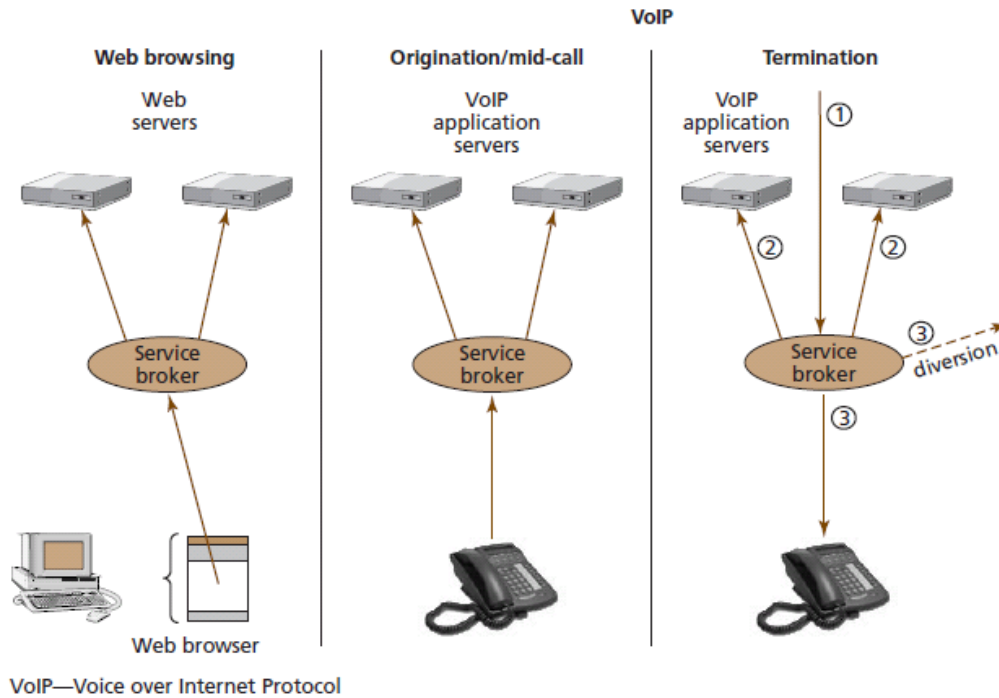 VoIP
Web browsing
Web
servers
Service
broker
Web browser
Origination/mid-call
VoIP
application
servers
Service
broker
Termination
VoIP
application
servers
①
②
②
Service
broker
③
diversion
③
VoIP—Voice over Internet Protocol